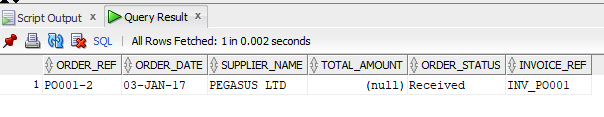 Script Output x Query Result x
SQL | All Rows Fetched: 1 in 0.002 seconds
ORDER_REF ORDER_DATE SUPPLIER_NAME TOTAL_AMOUNT ORDER_STATUS INVOICE_REF
1 PO001-2 03-JAN-17 PEGASUS LTD (null) Received INV_PO001